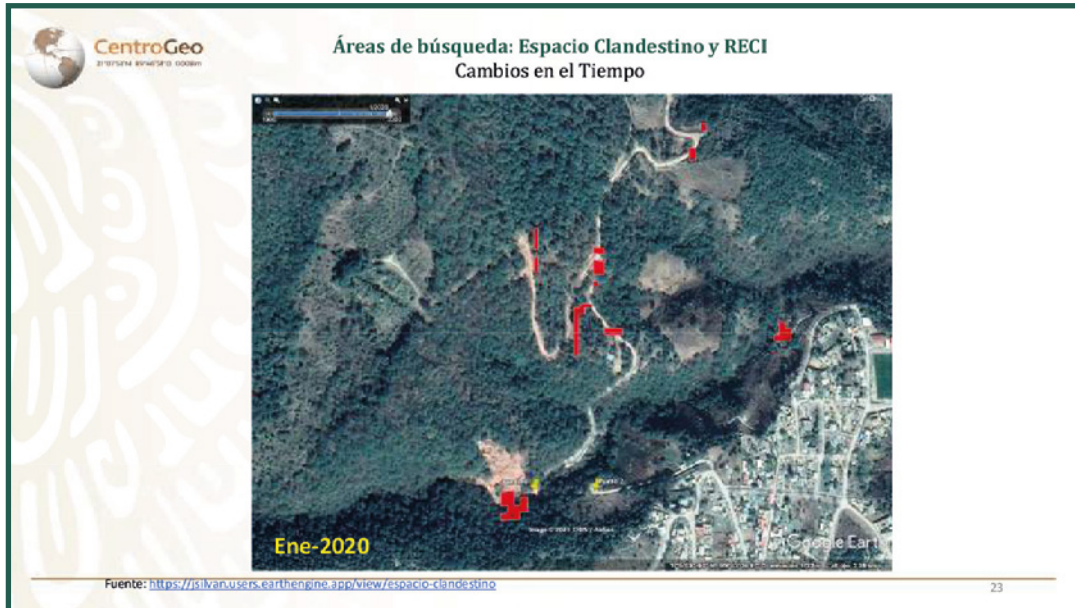 CentroGeo
Áreas de búsqueda: Espacio Clandestino y RECI
Cambios en el Tiempo
Ene-2020
Google Earth
Fuente: https://jsilvan.users.earthengine.app/view/espacio-clandestino
23